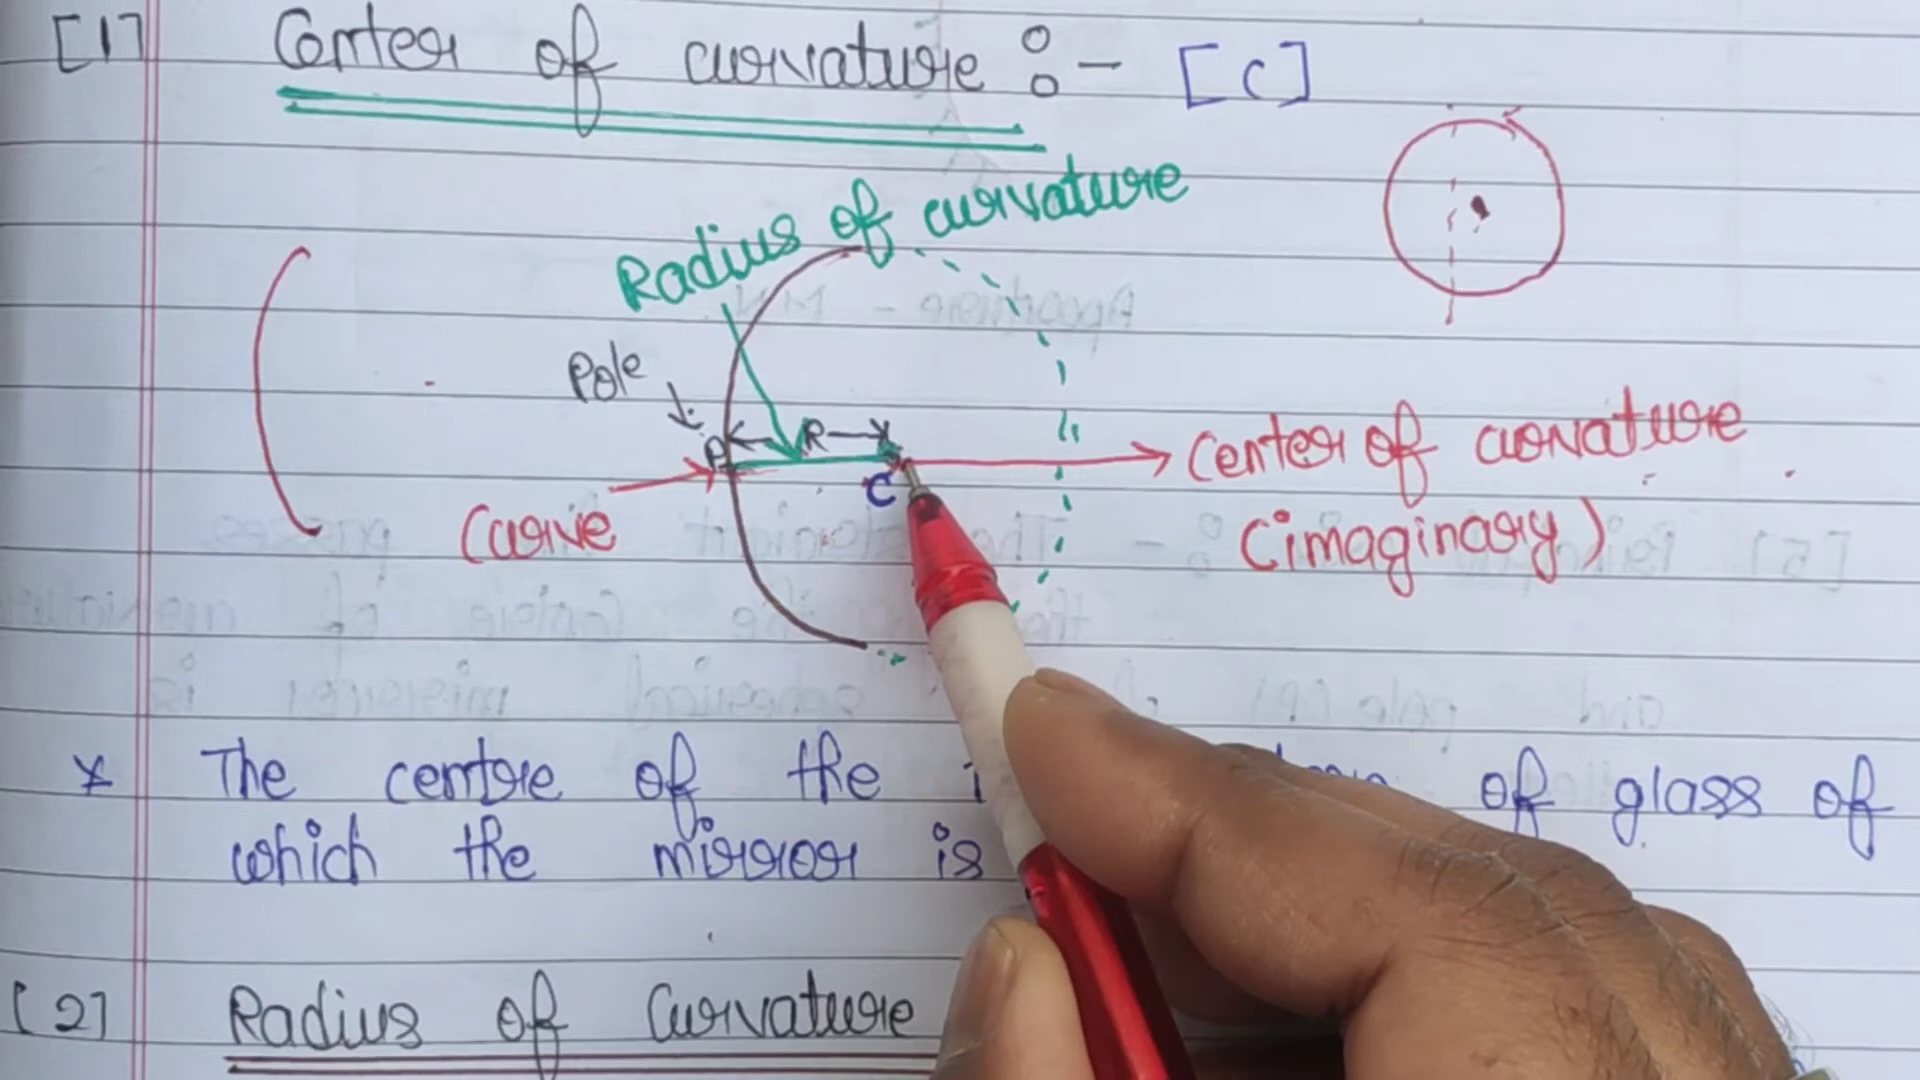 [1] Center of curvature :- [C]
Radius of curvature
Pole
P R
C
Curve
Center of curvature
(imaginary)
* The centre of the of glass of
which the mirror is
[2] Radius of Curvature